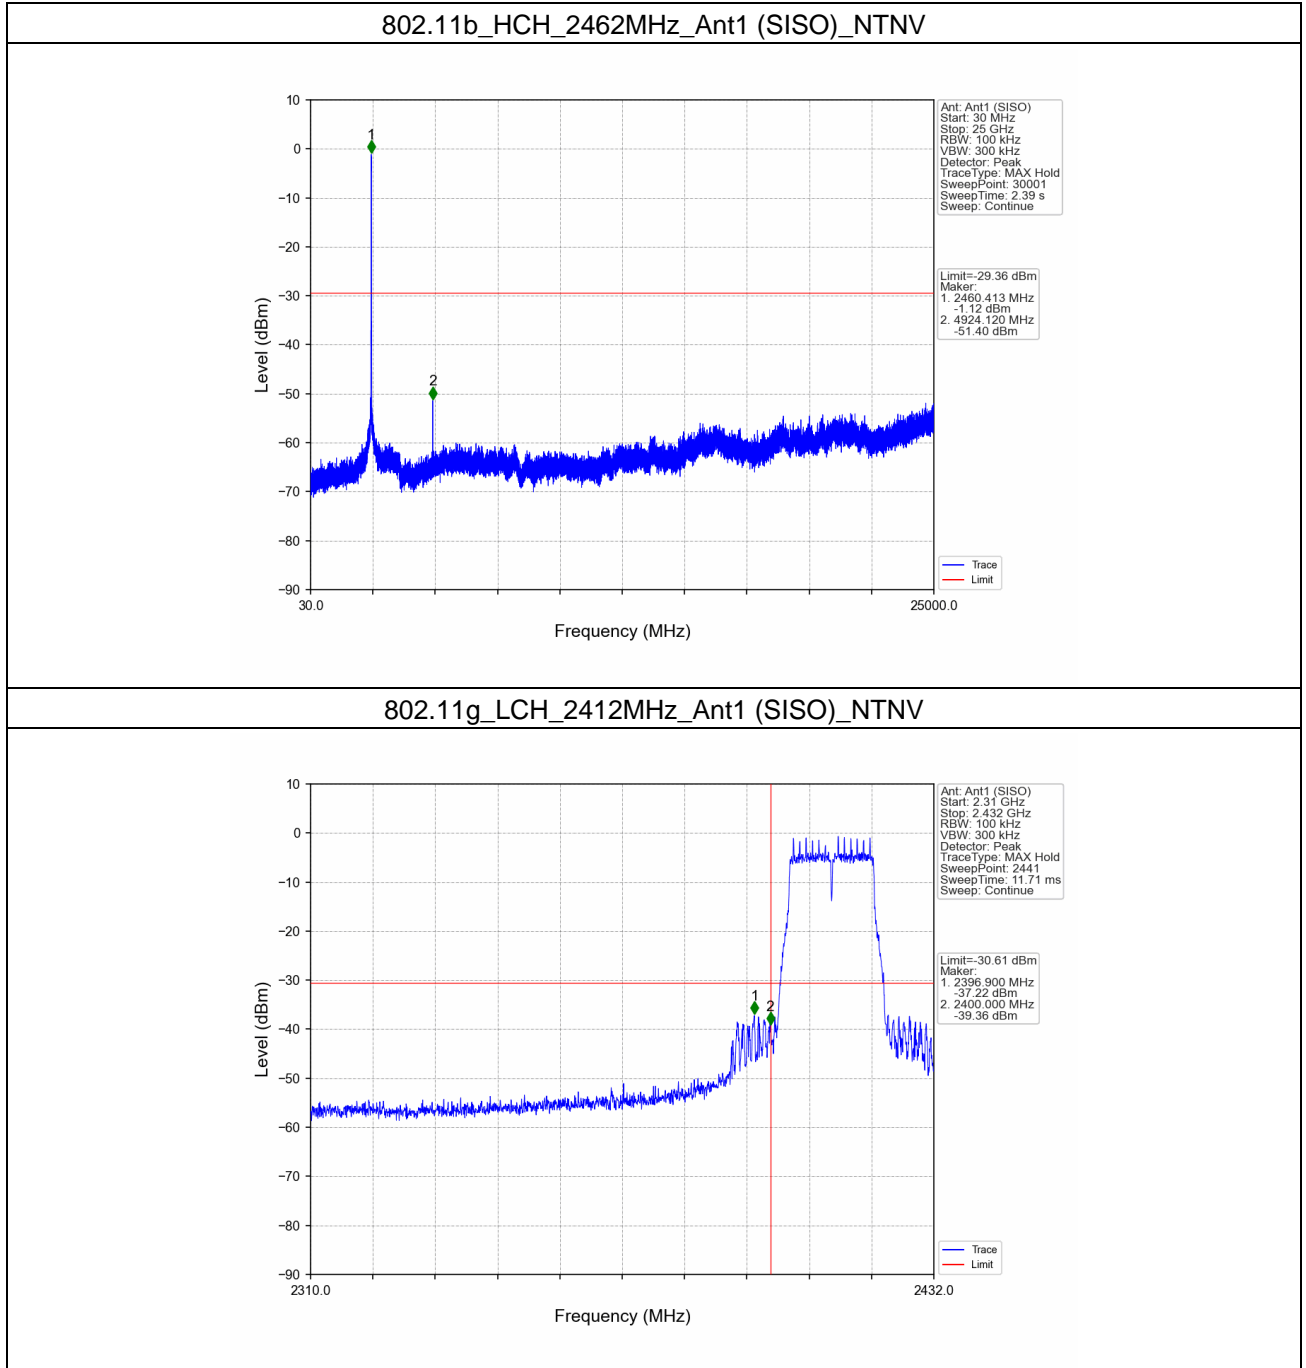 802.11b_HCH_2462MHz_Ant1 (SISO)_NTNV
10
0
−10
−20
−30
−40
−50
−60
−70
−80
−90
Level (dBm)
1
2
30.0
25000.0
Frequency (MHz)
Ant: Ant1 (SISO)
Start: 30 MHz
Stop: 25 GHz
RBW: 100 kHz
VBW: 300 kHz
Detector: Peak
TraceType: MAX Hold
SweepPoint: 30001
SweepTime: 2.39 s
Sweep: Continue
Limit=-29.36 dBm
Maker:
1. 2460.413 MHz
-1.12 dBm
2. 4924.120 MHz
-51.40 dBm
Trace
Limit
802.11g_LCH_2412MHz_Ant1 (SISO)_NTNV
10
0
−10
−20
−30
−40
−50
−60
−70
−80
−90
Level (dBm)
1
2
2310.0
2432.0
Frequency (MHz)
Ant: Ant1 (SISO)
Start: 2.31 GHz
Stop: 2.432 GHz
RBW: 100 kHz
VBW: 300 kHz
Detector: Peak
TraceType: MAX Hold
SweepPoint: 2441
SweepTime: 11.71 ms
Sweep: Continue
Limit=-30.61 dBm
Maker:
1. 2396.900 MHz
-37.22 dBm
2. 2400.000 MHz
-39.36 dBm
Trace
Limit